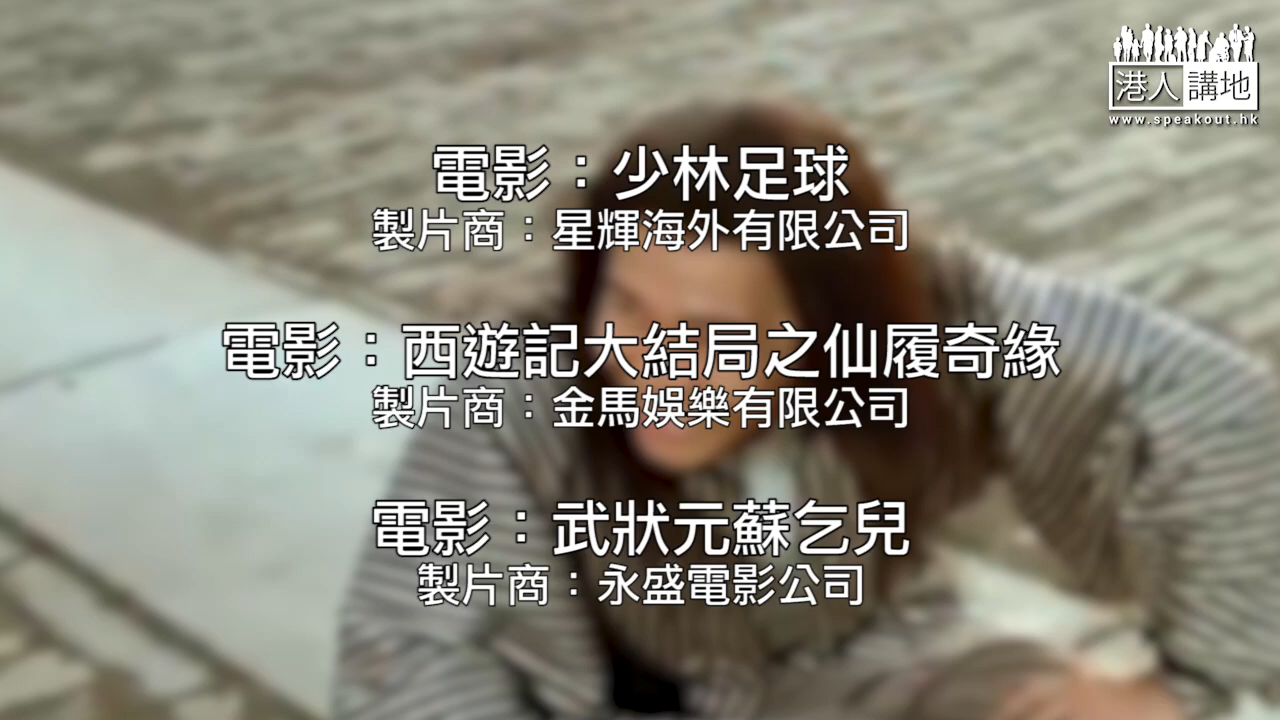 港人講地
www.speakout.hk
電影：少林足球
製片商：星輝海外有限公司
電影：西遊記大結局之仙履奇緣
製片商：金馬娛樂有限公司
電影：武狀元蘇乞兒
製片商：永盛電影公司